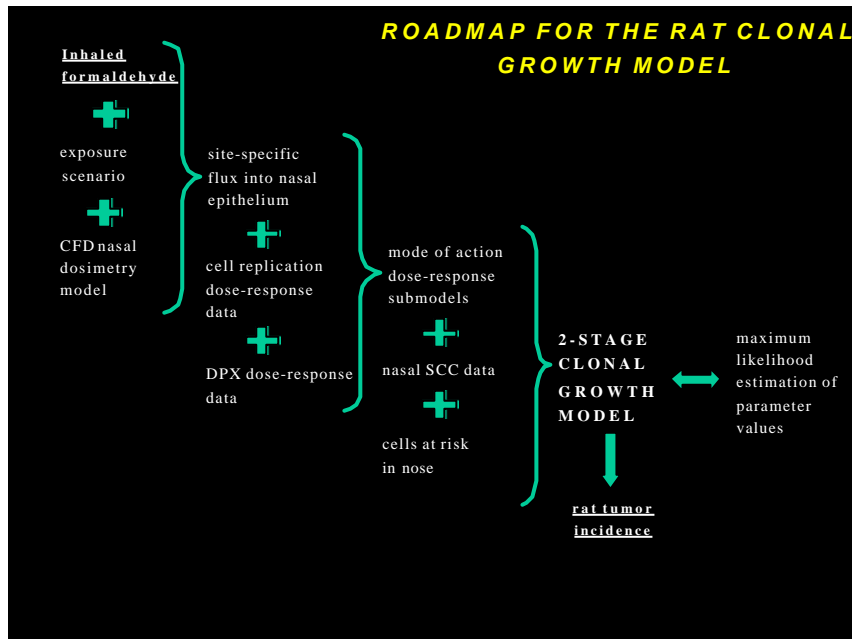 ROADMAP FOR THE RAT CLONAL
GROWTH MODEL
Inhaled
formaldehyde
exposure
scenario
CFD nasal
dosimetry
model
site-specific
flux into nasal
epithelium
cell replication
dose-response
data
DPX dose-response
data
mode of action
dose-response
submodels
nasal SCC data
cells at risk
in nose
2-STAGE
CLONAL
GROWTH
MODEL
maximum
likelihood
estimation of
parameter
values
rat tumor
incidence